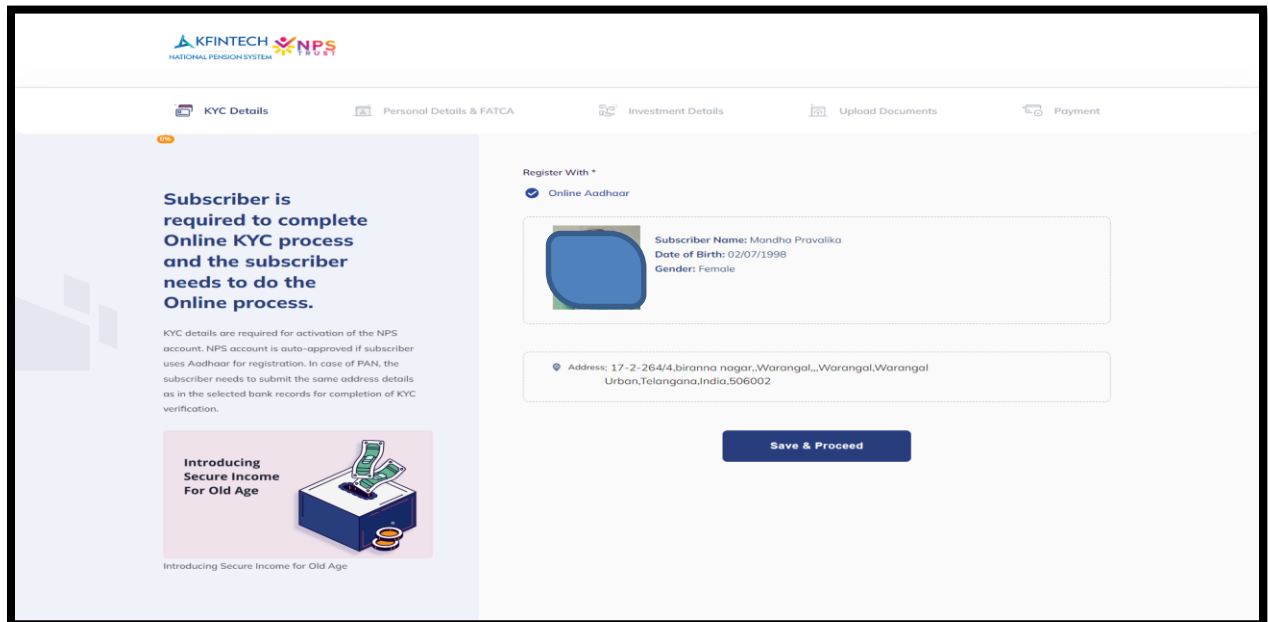 KFINTECH NPS
NATIONAL PENSION SYSTEM TRUST
KYC Details Personal Details & FATCA Investment Details Upload Documents Payment
0%
Subscriber is
required to complete
Online KYC process
and the subscriber
needs to do the
Online process.
KYC details are required for activation of the NPS
account. NPS account is auto-approved if subscriber
uses Aadhaar for registration. In case of PAN, the
subscriber needs to submit the same address details
as in the selected bank records for completion of KYC
verification.
Introducing
Secure Income
For Old Age
Introducing Secure Income for Old Age
Register With *
Online Aadhaar
Subscriber Name: Mandha Pravalika
Date of Birth: 02/07/1998
Gender: Female
Address: 17-2-264/4,biranna nagar,,Warangal,,,Warangal,Warangal
Urban,Telangana,India,506002
Save & Proceed